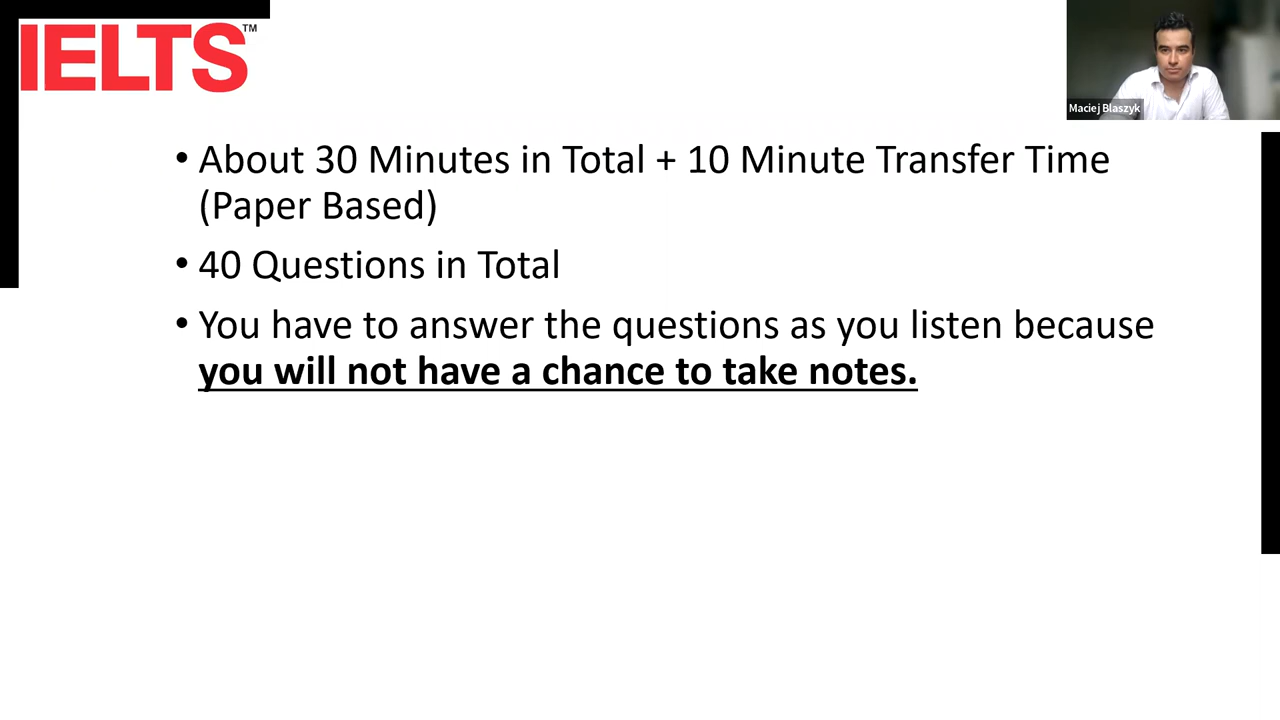 IELTS™
Maciej Blaszyk
• About 30 Minutes in Total + 10 Minute Transfer Time
(Paper Based)
• 40 Questions in Total
• You have to answer the questions as you listen because
you will not have a chance to take notes.